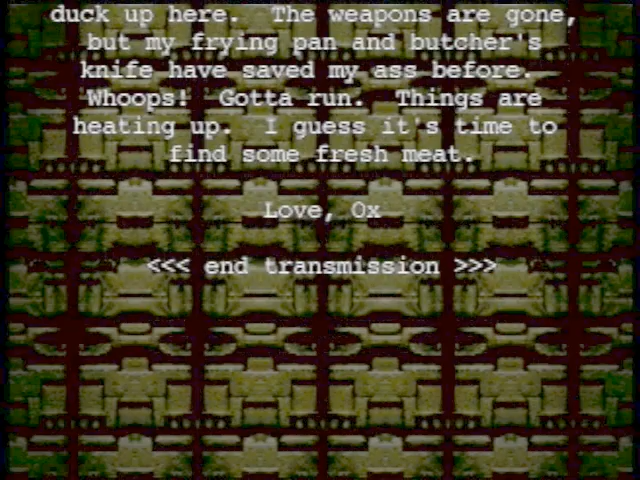 duck up here.  The weapons are gone,
but my frying pan and butcher's
knife have saved my ass before.
Whoops!  Gotta run.  Things are
heating up.  I guess it's time to
find some fresh meat.
Love, Ox
<<< end transmission >>>